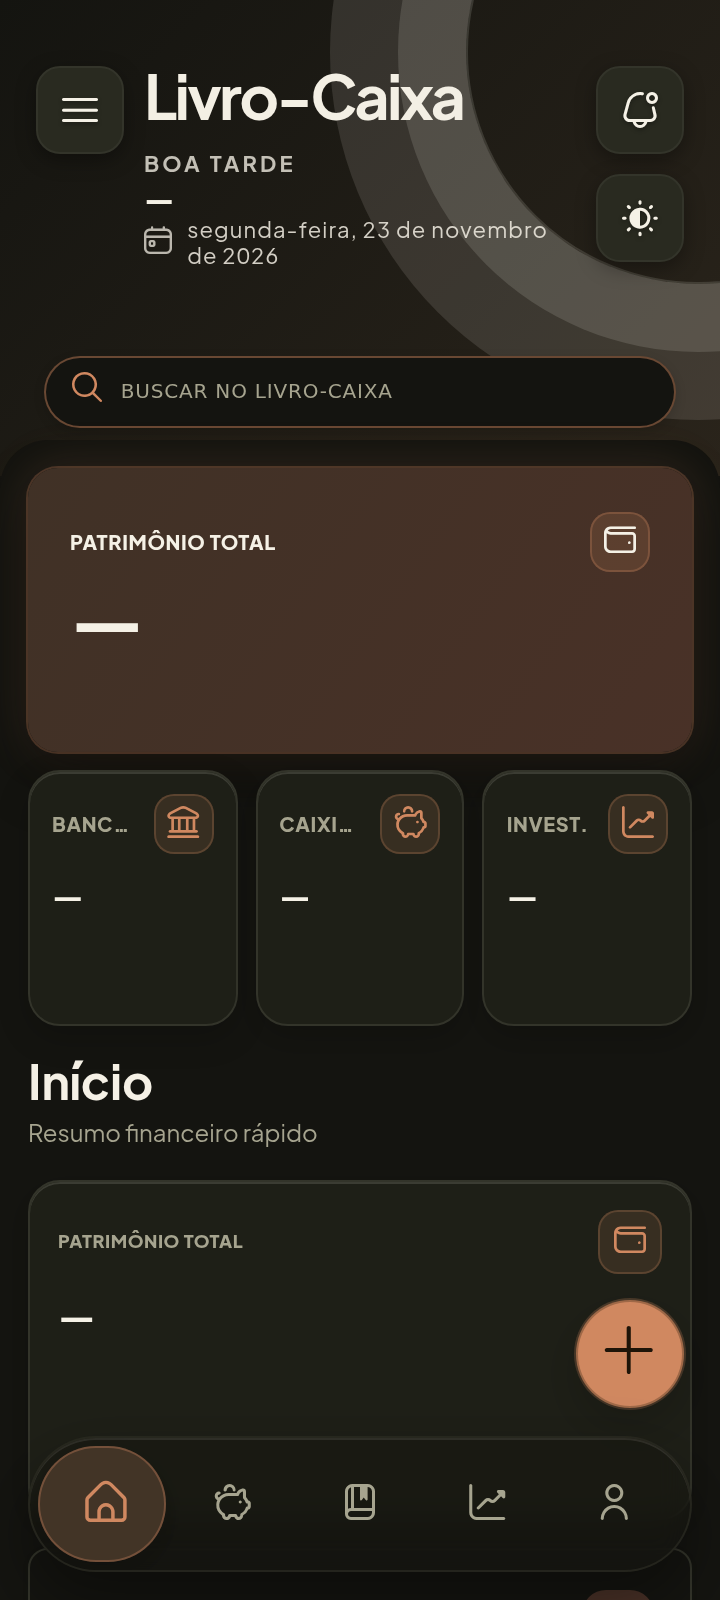 Livro-Caixa
BOA TARDE
—
segunda-feira, 23 de novembro
de 2026
BUSCAR NO LIVRO-CAIXA
PATRIMÔNIO TOTAL
—
BANC…
CAIXI…
INVEST.
—
—
—
Início
Resumo financeiro rápido
PATRIMÔNIO TOTAL
—